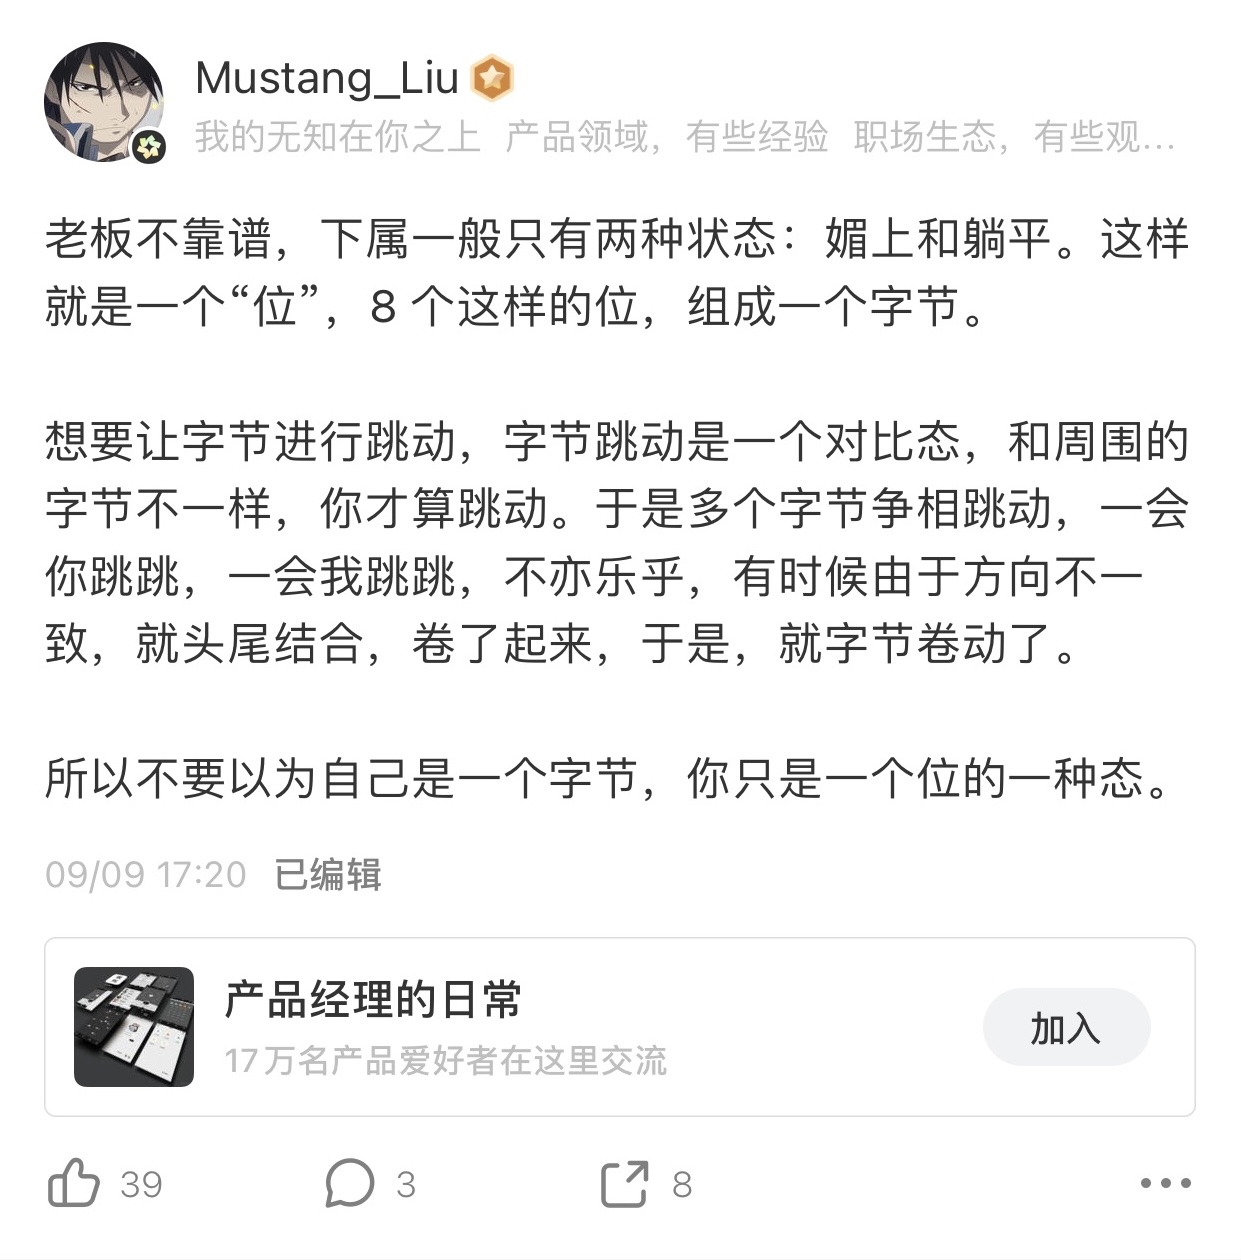 Mustang_Liu
我的无知在你之上 产品领域，有些经验 职场生态，有些观...
老板不靠谱，下属一般只有两种状态：媚上和躺平。这样
就是一个“位”，8 个这样的位，组成一个字节。
想要让字节进行跳动，字节跳动是一个对比态，和周围的
字节不一样，你才算跳动。于是多个字节争相跳动，一会
你跳跳，一会我跳跳，不亦乐乎，有时候由于方向不一
致，就头尾结合，卷了起来，于是，就字节卷动了。
所以不要以为自己是一个字节，你只是一个位的一种态。
09/09 17:20 已编辑
产品经理的日常
17万名产品爱好者在这里交流
加入
39 3 8